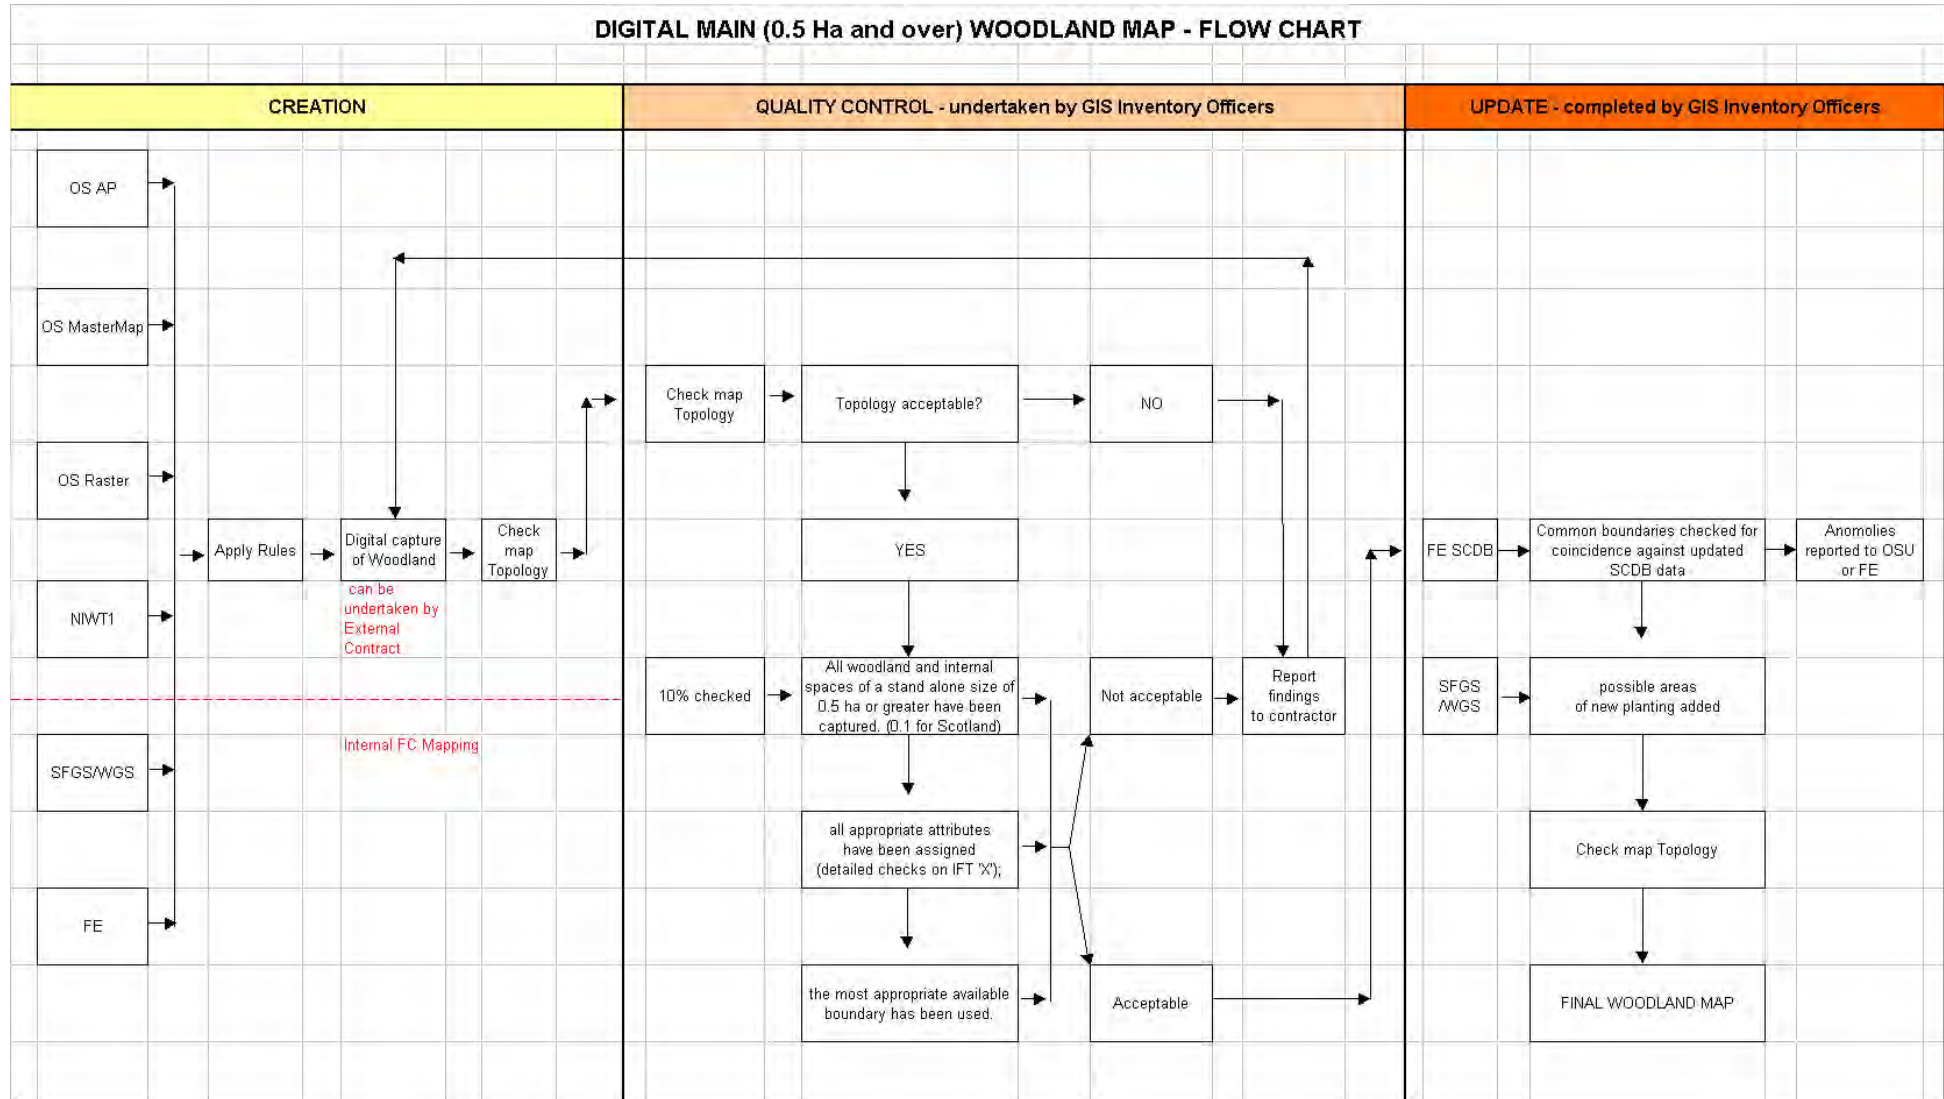 DIGITAL MAIN (0.5 Ha and over) WOODLAND MAP - FLOW CHART
CREATION
QUALITY CONTROL - undertaken by GIS Inventory Officers
UPDATE - completed by GIS Inventory Officers
OS AP
OS MasterMap
OS Raster
NIWT1
SFGS/WGS
FE
Apply Rules
Digital capture
of Woodland
can be
undertaken by
External
Contract
Internal FC Mapping
Check
map
Topology
Check map
Topology
Topology acceptable?
NO
YES
10% checked
All woodland and internal
spaces of a stand alone size of
0.5 ha or greater have been
captured. (0.1 for Scotland)
Not acceptable
Report
findings
to contractor
all appropriate attributes
have been assigned
(detailed checks on IFT 'X');
the most appropriate available
boundary has been used.
Acceptable
FE SCDB
Common boundaries checked for
coincidence against updated
SCDB data
Anomolies
reported to OSU
or FE
SFGS
/WGS
possible areas
of new planting added
Check map Topology
FINAL WOODLAND MAP